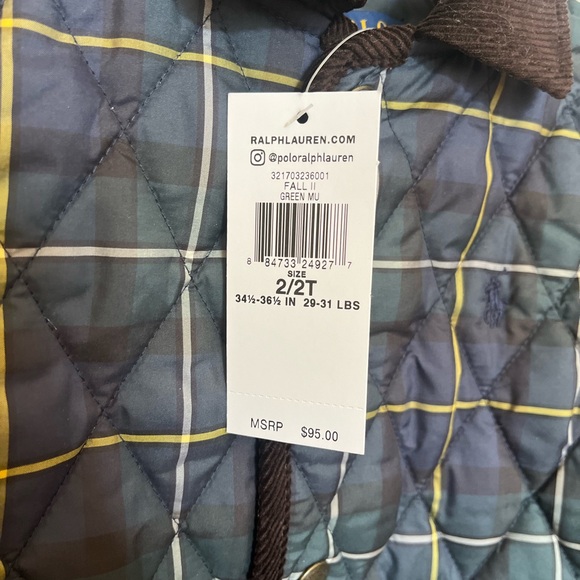 RALPHLAUREN.COM
@poloralphlauren
321703236001
FALL II
GREEN MU
8 84733 24927 7
SIZE
2/2T
34½-36½ IN 29-31 LBS
MSRP $95.00